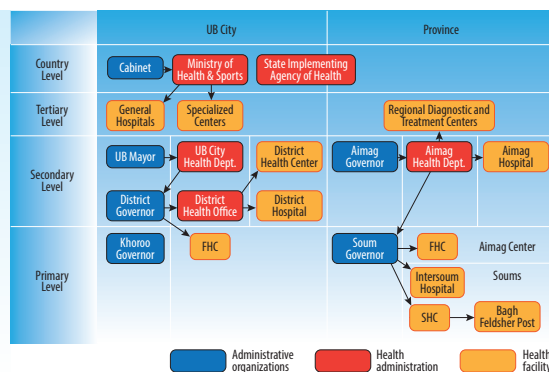 UB City
Province
Country
Level
Cabinet
Ministry of
Health & Sports
State Implementing
Agency of Health
Tertiary
Level
General
Hospitals
Specialized
Centers
Regional Diagnostic and
Treatment Centers
Secondary
Level
UB Mayor
UB City
Health Dept.
District
Health Center
Aimag
Governor
Aimag
Health Dept.
Aimag
Hospital
District
Governor
District
Health Office
District
Hospital
Primary
Level
Khoroo
Governor
FHC
Soum
Governor
FHC
Aimag Center
Intersoum
Hospital
Soums
SHC
Bagh
Feldsher Post
Administrative
organizations
Health
administration
Health
facility